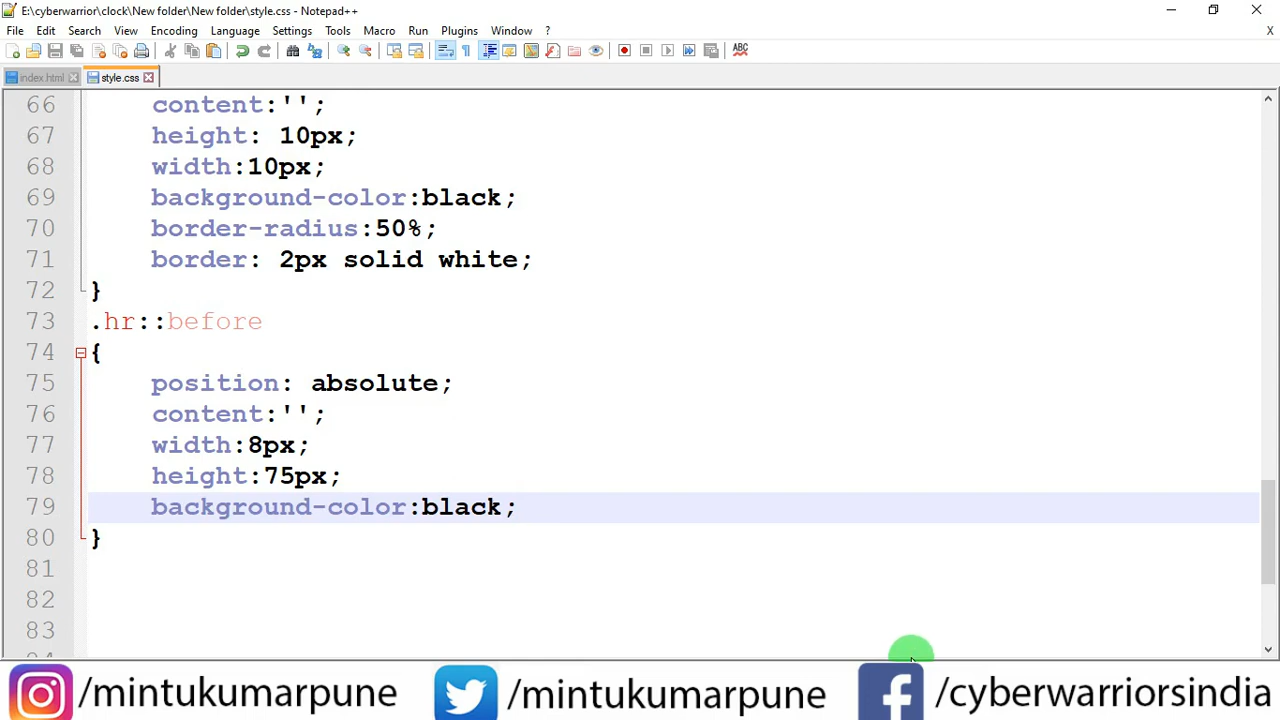 E:\cyberwarrior\clock\New folder\New folder\style.css - Notepad++
File Edit Search View Encoding Language Settings Tools Macro Run Plugins Window ? X
ABC
index.html style.css
66 content:'';
67 height: 10px;
68 width:10px;
69 background-color:black;
70 border-radius:50%;
71 border: 2px solid white;
72 }
73 .hr::before
74 {
75 position: absolute;
76 content:'';
77 width:8px;
78 height:75px;
79 background-color:black;
80 }
81
82
83
/mintukumarpune /mintukumarpune /cyberwarriorsindia